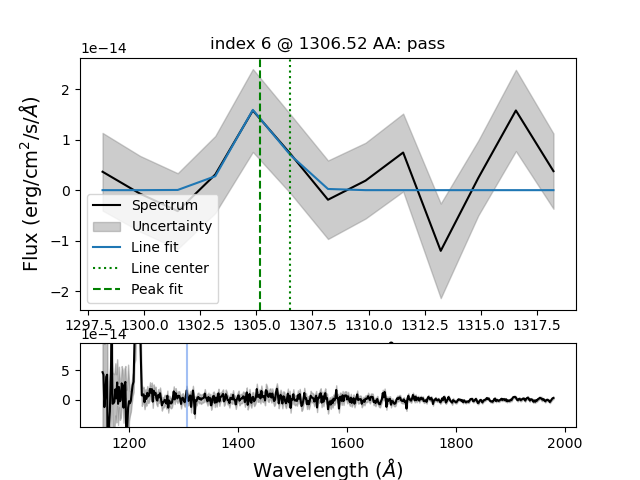 index 6 @ 1306.52 AA: pass
1e−14
2
1
0
−1
−2
Flux (erg/cm²/s/Å)
Spectrum
Uncertainty
Line fit
Line center
Peak fit
1297.5 1300.0 1302.5 1305.0 1307.5 1310.0 1312.5 1315.0 1317.5
1e−14
5
0
1200 1400 1600 1800 2000
Wavelength (Å)